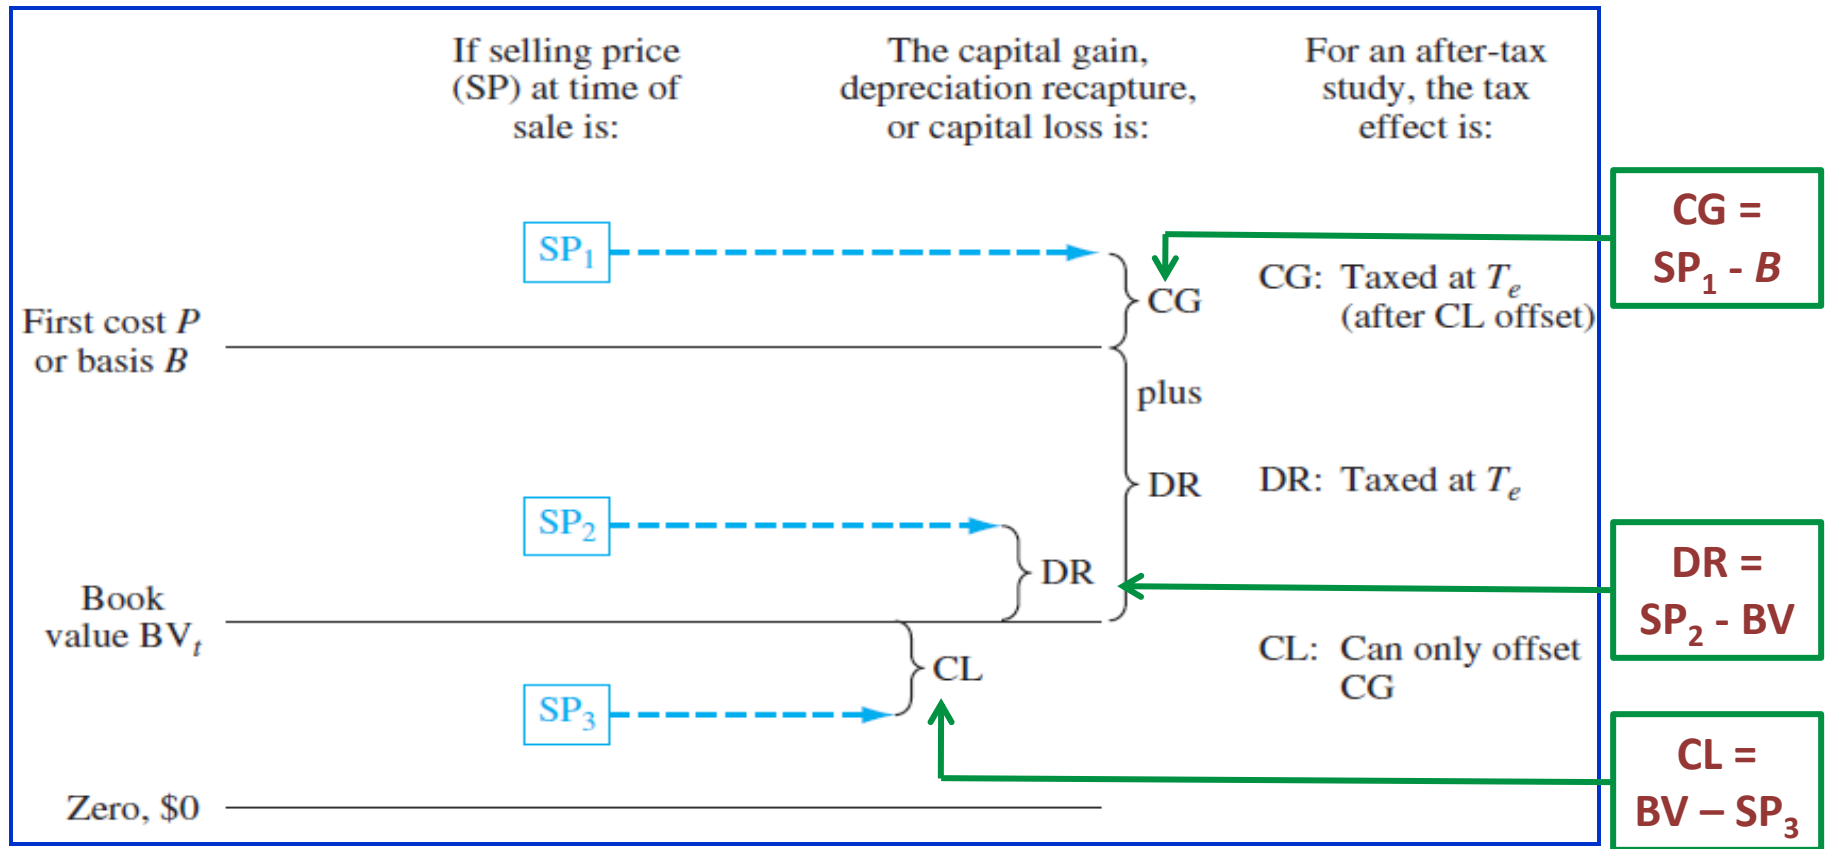 If selling price
(SP) at time of
sale is:
The capital gain,
depreciation recapture,
or capital loss is:
For an after-tax
study, the tax
effect is:
SP₁
CG
CG: Taxed at Tₑ
(after CL offset)
CG =
SP₁ - B
First cost P
or basis B
plus
DR
DR: Taxed at Tₑ
SP₂
DR
DR =
SP₂ - BV
Book
value BVₜ
CL
CL: Can only offset
CG
SP₃
CL =
BV – SP₃
Zero, $0